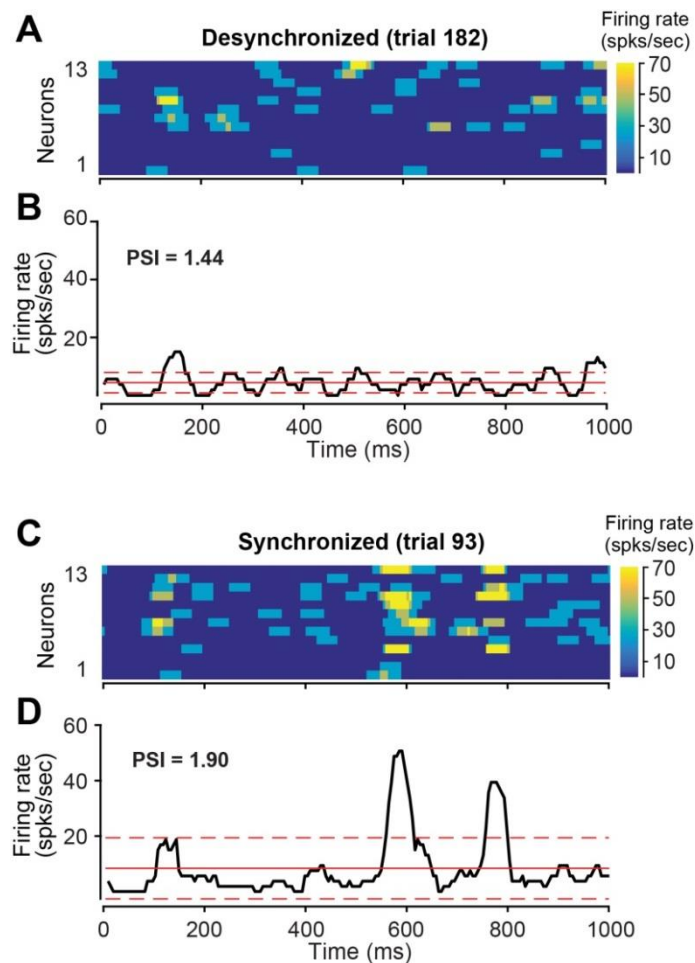 A
Desynchronized (trial 182)
Firing rate
(spks/sec)
13
Neurons
1
70
50
30
10
B
60
40
20
Firing rate
(spks/sec)
PSI = 1.44
0
200
400
600
800
1000
Time (ms)
C
Synchronized (trial 93)
Firing rate
(spks/sec)
13
Neurons
1
70
50
30
10
D
60
40
20
Firing rate
(spks/sec)
PSI = 1.90
0
200
400
600
800
1000
Time (ms)